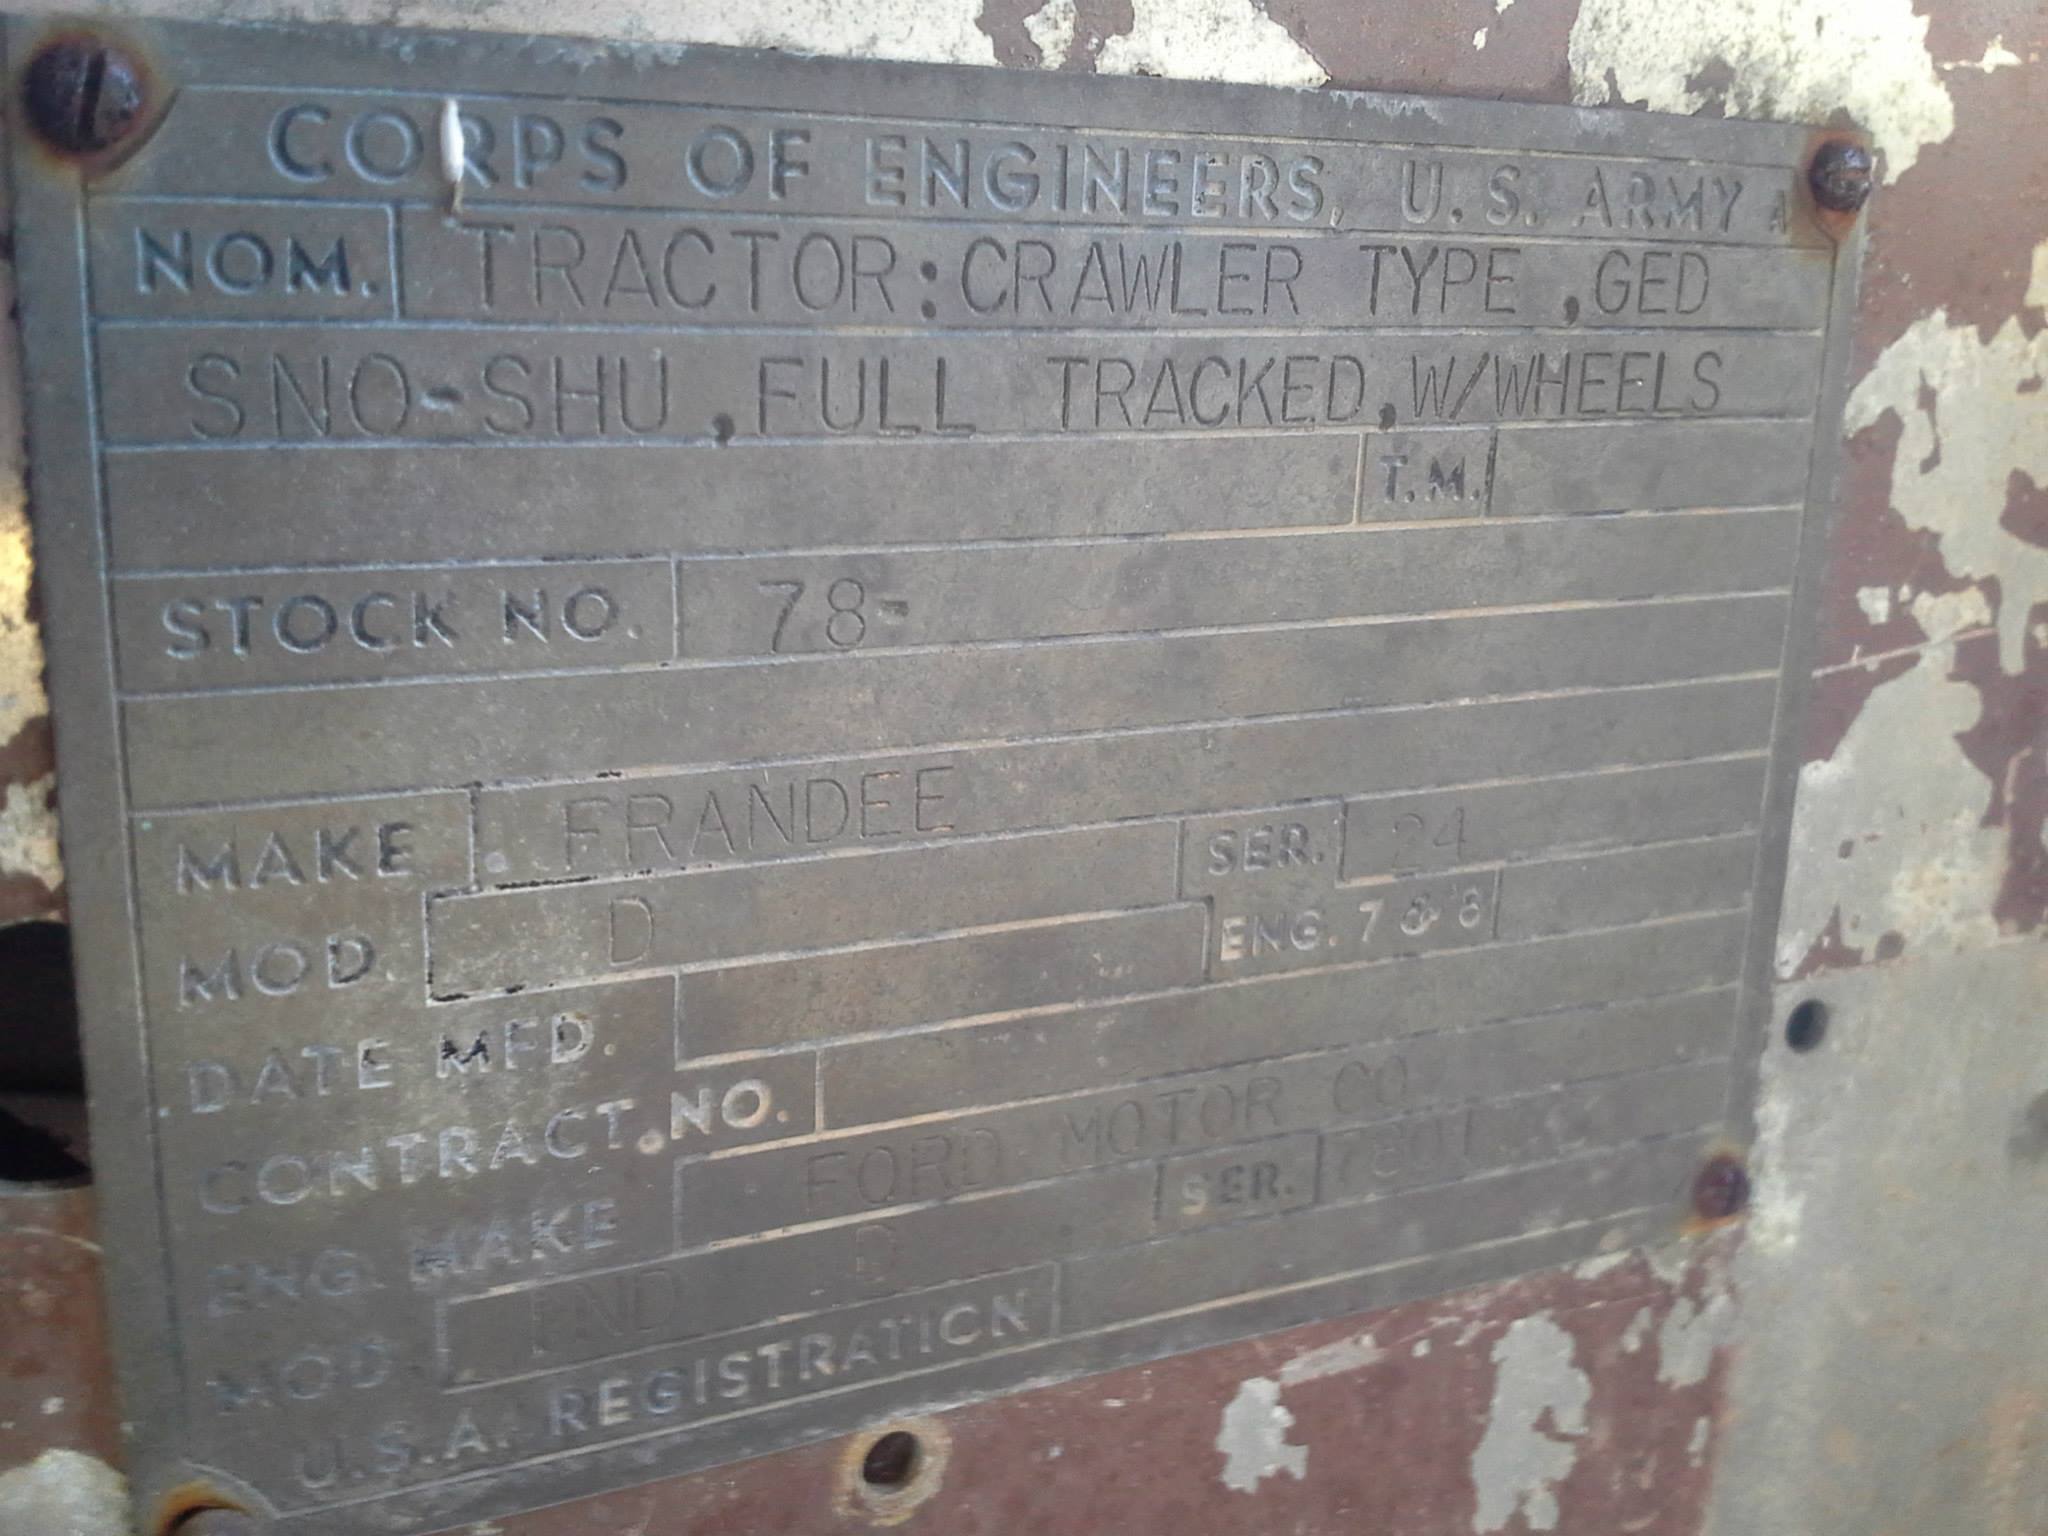 CORPS OF ENGINEERS, U.S. ARMY A
NOM. TRACTOR:CRAWLER TYPE,GED
SNO-SHU,FULL TRACKED,W/WHEELS
T.M.
STOCK NO. 78-
MAKE FRANDEE SER. 24
MOD. D ENG. 7 & 8
DATE MFD.
CONTRACT.NO.
ENG. MAKE FORD MOTOR CO
MOD. D SER.
U.S.A. REGISTRATION